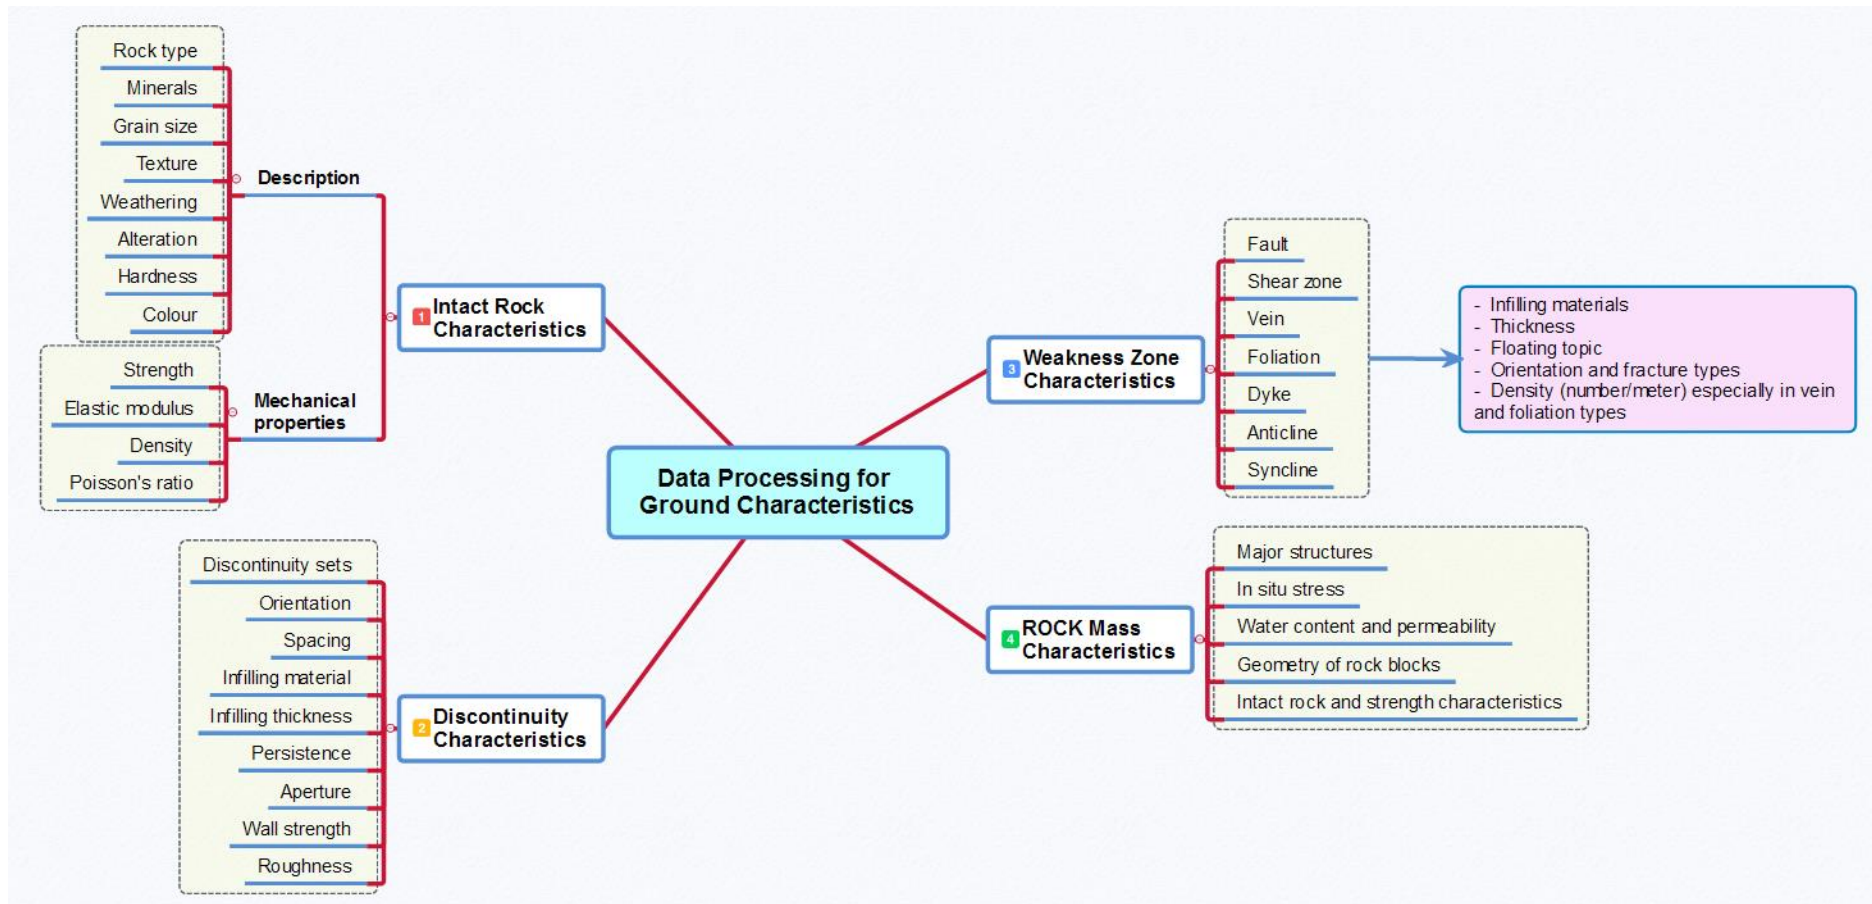 Data Processing for
Ground Characteristics
1
Intact Rock
Characteristics
Description
Rock type
Minerals
Grain size
Texture
Weathering
Alteration
Hardness
Colour
Mechanical
properties
Strength
Elastic modulus
Density
Poisson's ratio
2
Discontinuity
Characteristics
Discontinuity sets
Orientation
Spacing
Infilling material
Infilling thickness
Persistence
Aperture
Wall strength
Roughness
3
Weakness Zone
Characteristics
Fault
Shear zone
Vein
Foliation
Dyke
Anticline
Syncline
- Infilling materials
- Thickness
- Floating topic
- Orientation and fracture types
- Density (number/meter) especially in vein
and foliation types
4
ROCK Mass
Characteristics
Major structures
In situ stress
Water content and permeability
Geometry of rock blocks
Intact rock and strength characteristics